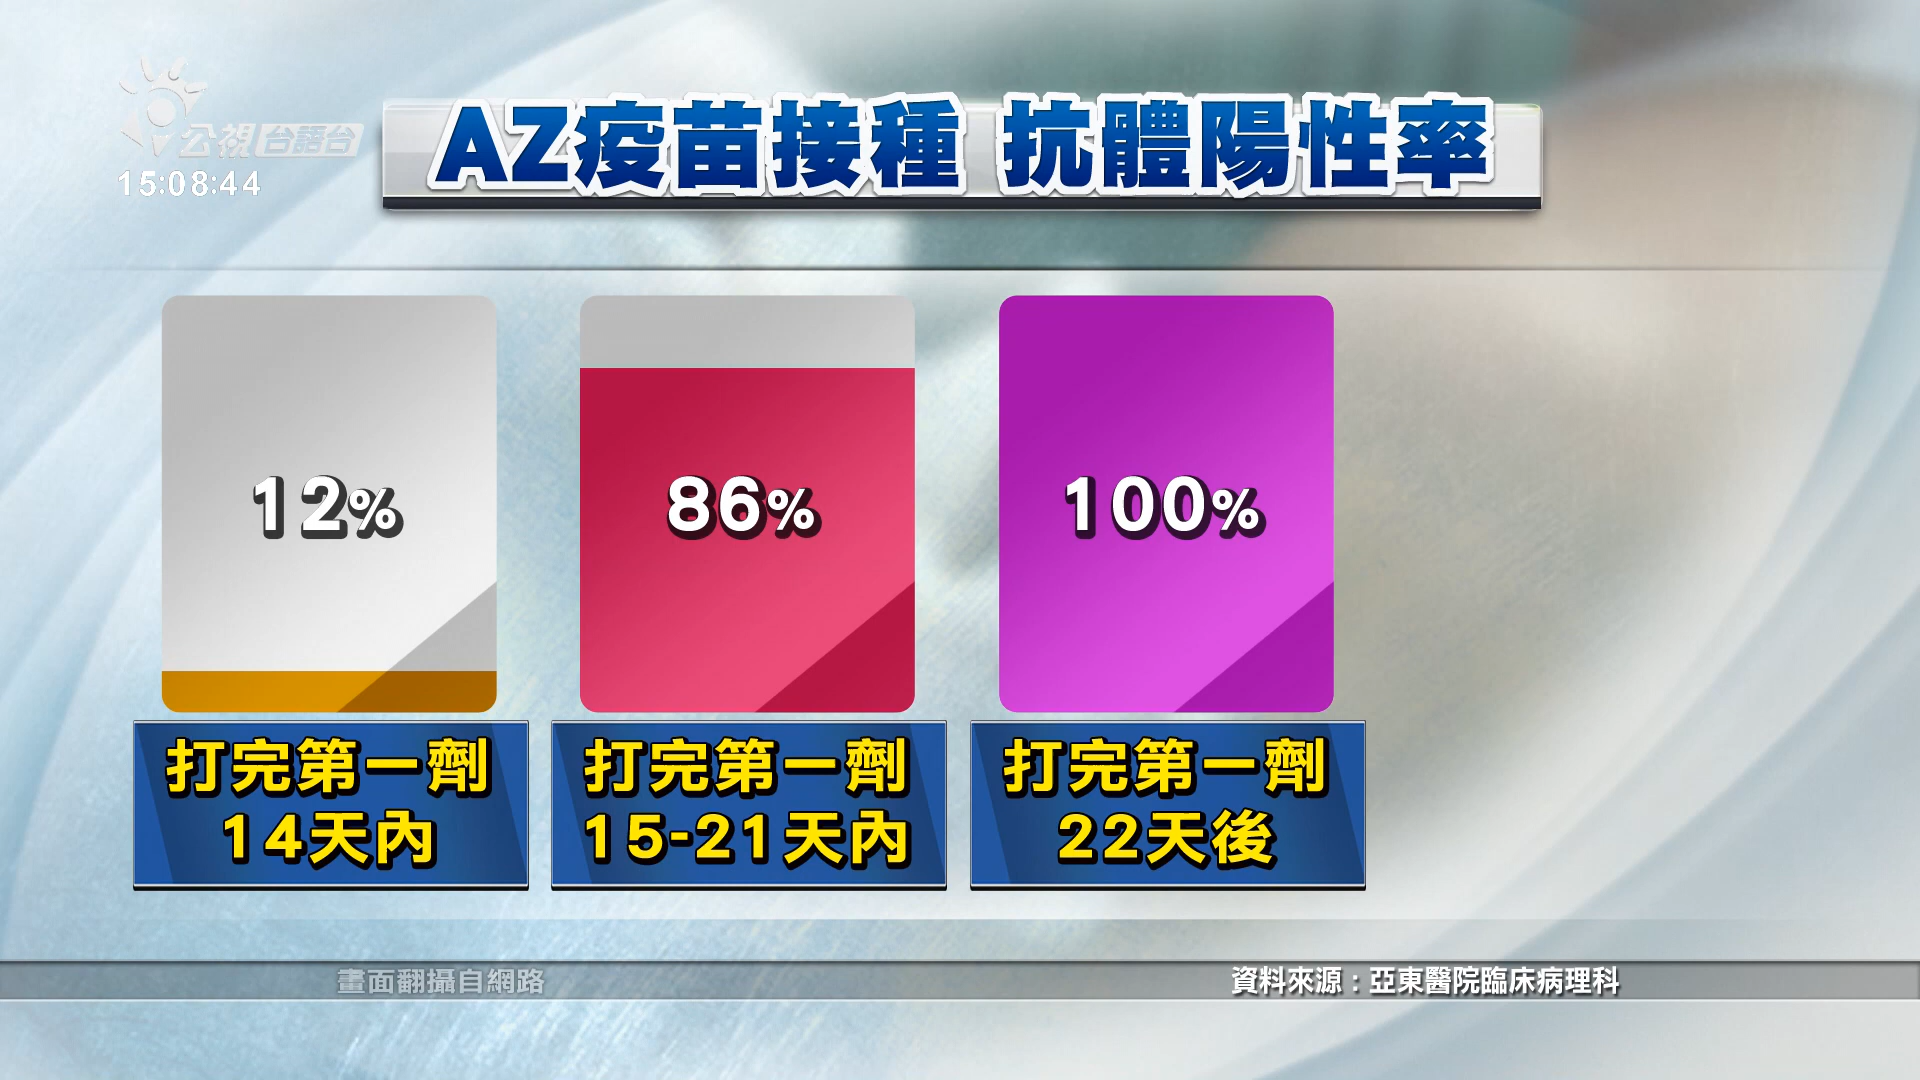 公視 台語台
15:08:44
AZ疫苗接種 抗體陽性率
12%
86%
100%
打完第一劑
14天內
打完第一劑
15-21天內
打完第一劑
22天後
畫面翻攝自網路
資料來源：亞東醫院臨床病理科